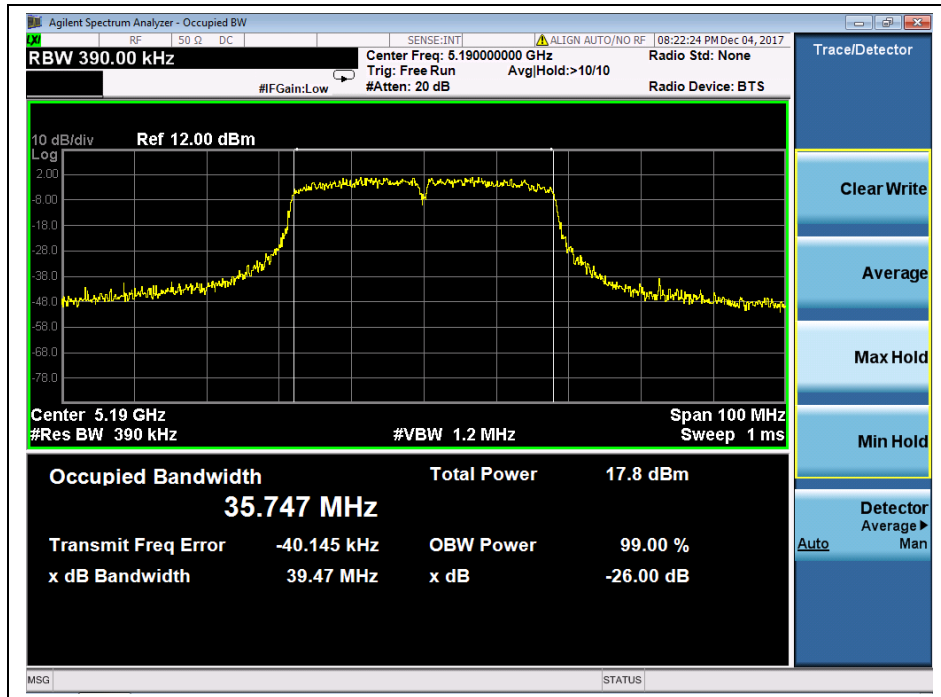 Agilent Spectrum Analyzer - Occupied BW
LXI RF 50 Ω DC SENSE:INT ALIGN AUTO/NO RF 08:22:24 PM Dec 04, 2017
RBW 390.00 kHz
Center Freq: 5.190000000 GHz
Radio Std: None
Trig: Free Run Avg|Hold:>10/10
#IFGain:Low #Atten: 20 dB Radio Device: BTS
10 dB/div Ref 12.00 dBm
Log
2.00
-8.00
-18.0
-28.0
-38.0
-48.0
-58.0
-68.0
-78.0
Center 5.19 GHz Span 100 MHz
#Res BW 390 kHz #VBW 1.2 MHz Sweep 1 ms
Occupied Bandwidth Total Power 17.8 dBm
35.747 MHz
Transmit Freq Error -40.145 kHz OBW Power 99.00 %
x dB Bandwidth 39.47 MHz x dB -26.00 dB
MSG STATUS
Trace/Detector
Clear Write
Average
Max Hold
Min Hold
Detector
Average▶
Auto Man